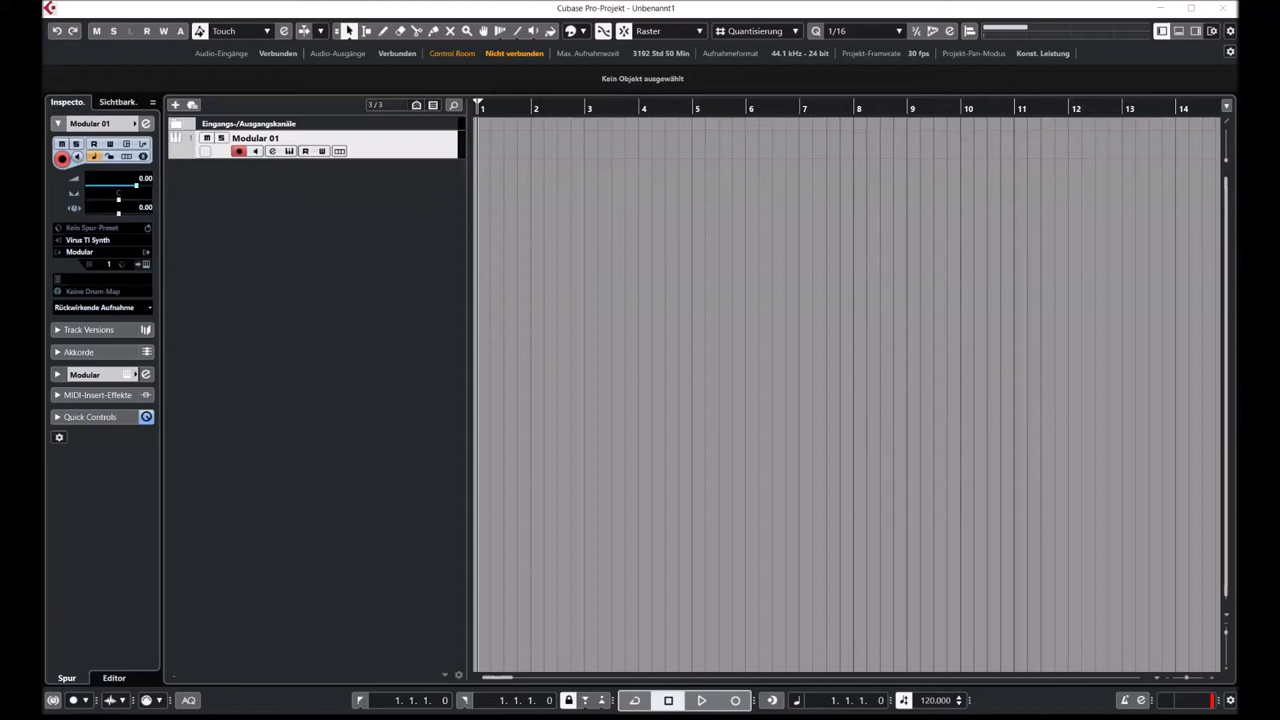 Cubase Pro-Projekt - Unbenannt1
M S L R W A Touch Raster Quantisierung 1/16
Audio-Eingänge Verbunden Audio-Ausgänge Verbunden Control Room Nicht verbunden Max. Aufnahmezeit 3192 Std 50 Min Aufnahmeformat 44.1 kHz - 24 bit Projekt-Framerate 30 fps Projekt-Pan-Modus Konst. Leistung
Kein Objekt ausgewählt
Inspecto. Sichtbark. 3 / 3 1 2 3 4 5 6 7 8 9 10 11 12 13 14
Modular 01 Eingangs-/Ausgangskanäle
1 M S Modular 01
M S R W
R W
0.00
C
0.00
Kein Spur-Preset
Virus TI Synth
Modular
1
Keine Drum-Map
Rückwirkende Aufnahme
Track Versions
Akkorde
Modular
MIDI-Insert-Effekte
Quick Controls
Spur Editor
AQ 1. 1. 1. 0 1. 1. 1. 0 1. 1. 1. 0 120.000